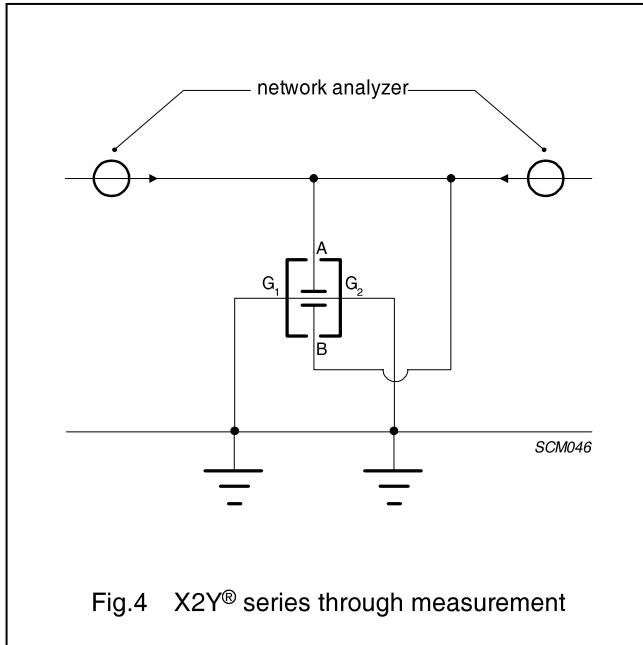 network analyzer
A
G1 G2
B
SCM046
Fig.4 X2Y® series through measurement